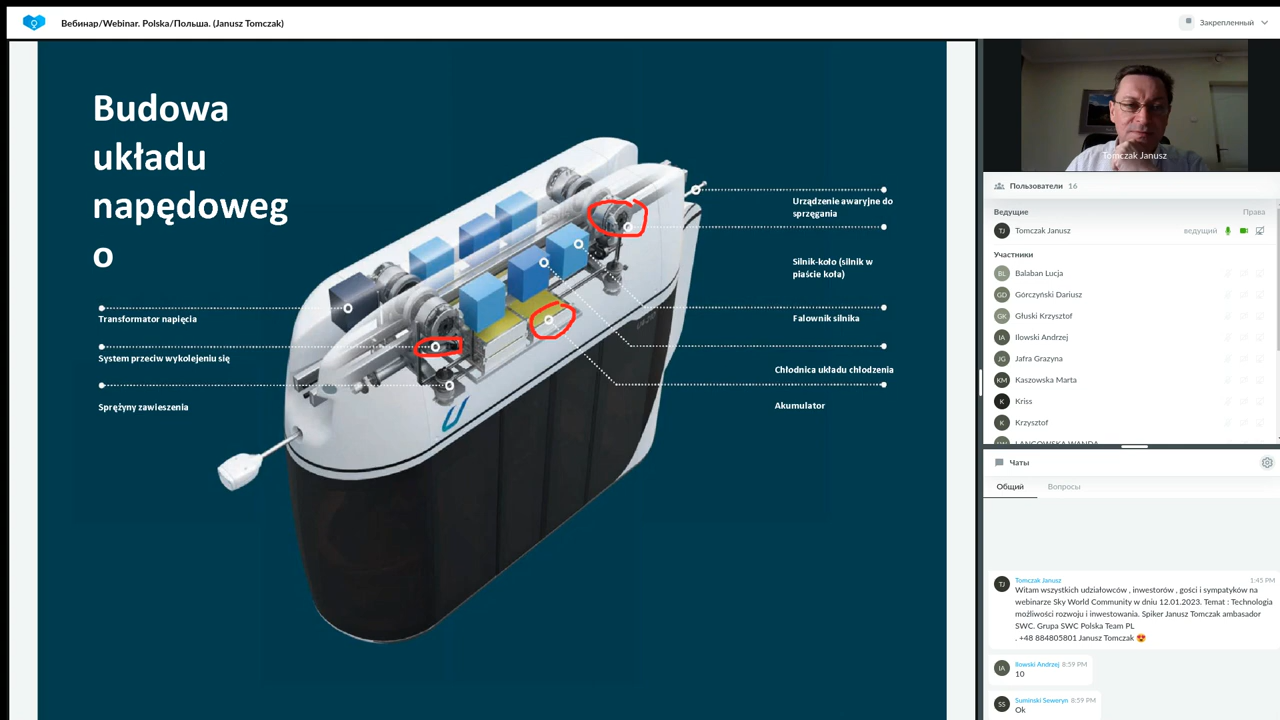 Вебинар/Webinar. Polska/Польша. (Janusz Tomczak)
Закрепленный
Budowa
układu
napędoweg
o
Transformator napięcia
System przeciw wykolejeniu się
Sprężyny zawieszenia
Urządzenie awaryjne do
sprzęgania
Silnik-koło (silnik w
piaście koła)
Falownik silnika
Chłodnica układu chłodzenia
Akumulator
Tomczak Janusz
Пользователи 16
Ведущие Права
TJ Tomczak Janusz ведущий
Участники
BL Balaban Lucja
GD Górczyński Dariusz
GK Głuski Krzysztof
IA Ilowski Andrzej
JG Jafra Grazyna
KM Kaszowska Marta
K Kriss
K Krzysztof
LANGOWSKA WANDA
Чаты
Общий Вопросы
TJ Tomczak Janusz 1:45 PM
Witam wszystkich udziałowców , inwestorów , gości i sympatyków na
webinarze Sky World Community w dniu 12.01.2023. Temat : Technologia
możliwości rozwoju i inwestowania. Spiker Janusz Tomczak ambasador
SWC. Grupa SWC Polska Team PL
. +48 884805801 Janusz Tomczak 😍
IA Ilowski Andrzej 8:59 PM
10
SS Suminski Seweryn 8:59 PM
Ok